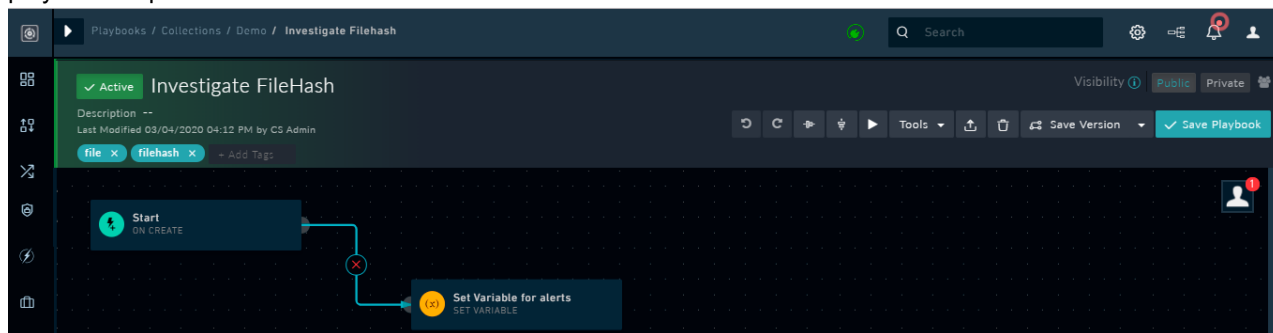 Playbooks / Collections / Demo / Investigate Filehash
Search
Active Investigate FileHash
Visibility Public Private
Description --
Last Modified 03/04/2020 04:12 PM by CS Admin
Tools Save Version Save Playbook
file x filehash x + Add Tags
1
Start
ON CREATE
(x) Set Variable for alerts
SET VARIABLE